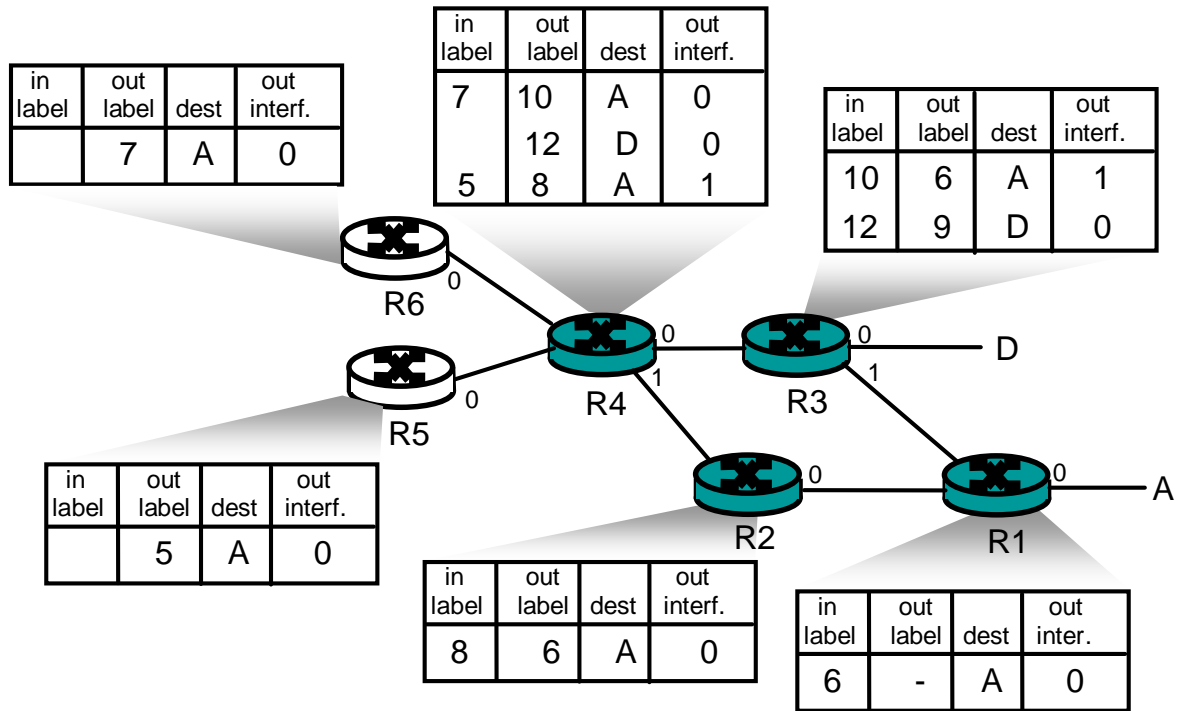 in out dest out
label label interf.
7 10 A 0
12 D 0
5 8 A 1
in out dest out
label label interf.
7 A 0
in out dest out
label label interf.
10 6 A 1
12 9 D 0
0
R6
0
R5
0
1
R4
0
1
R3
D
0
R2
0
R1
A
in out dest out
label label interf.
5 A 0
in out dest out
label label interf.
8 6 A 0
in out dest out
label label inter.
6 - A 0